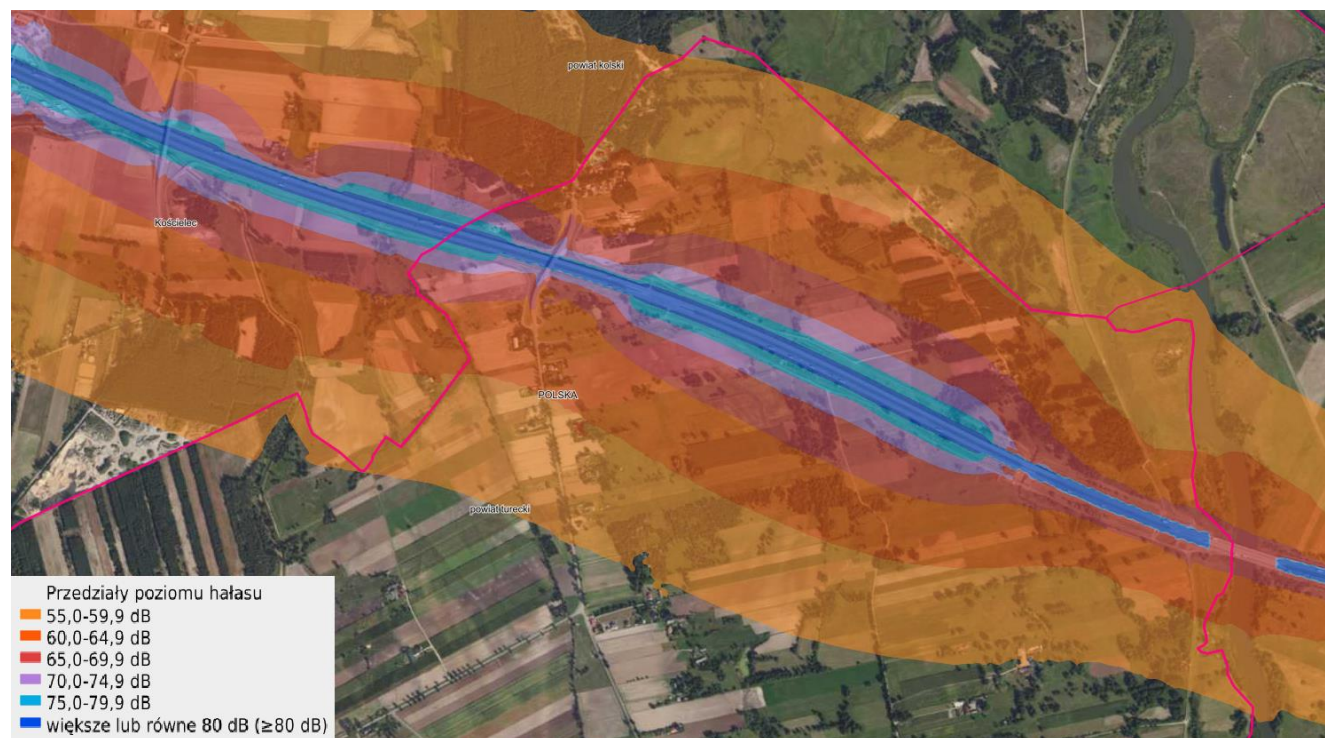 powiat kolski
Kościelec
POLSKA
powiat turecki
Przedziały poziomu hałasu
55,0-59,9 dB
60,0-64,9 dB
65,0-69,9 dB
70,0-74,9 dB
75,0-79,9 dB
większe lub równe 80 dB (≥80 dB)